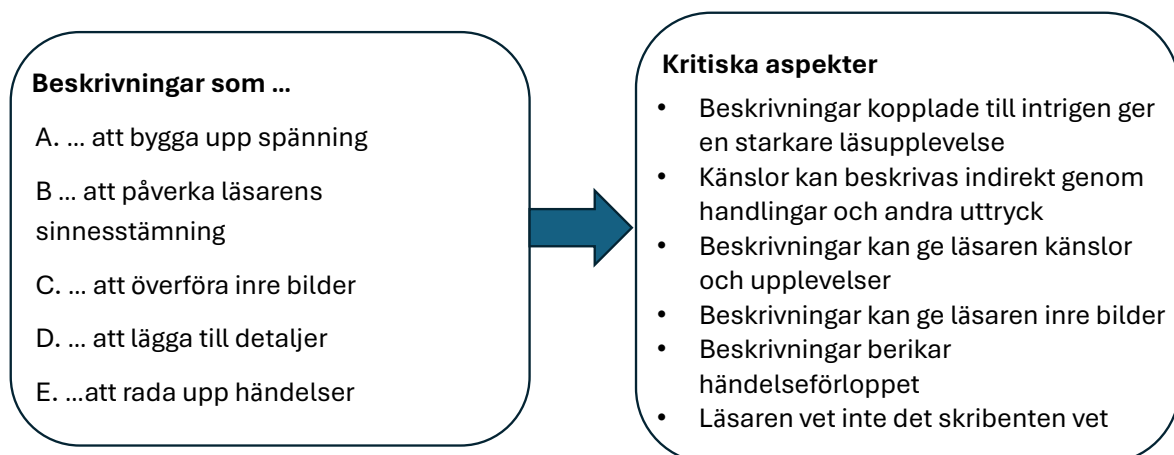 Beskrivningar som …
A. … att bygga upp spänning
B … att påverka läsarens
sinnesstämning
C. … att överföra inre bilder
D. … att lägga till detaljer
E. …att rada upp händelser
Kritiska aspekter
• Beskrivningar kopplade till intrigen ger
en starkare läsupplevelse
• Känslor kan beskrivas indirekt genom
handlingar och andra uttryck
• Beskrivningar kan ge läsaren känslor
och upplevelser
• Beskrivningar kan ge läsaren inre bilder
• Beskrivningar berikar
händelseförloppet
• Läsaren vet inte det skribenten vet